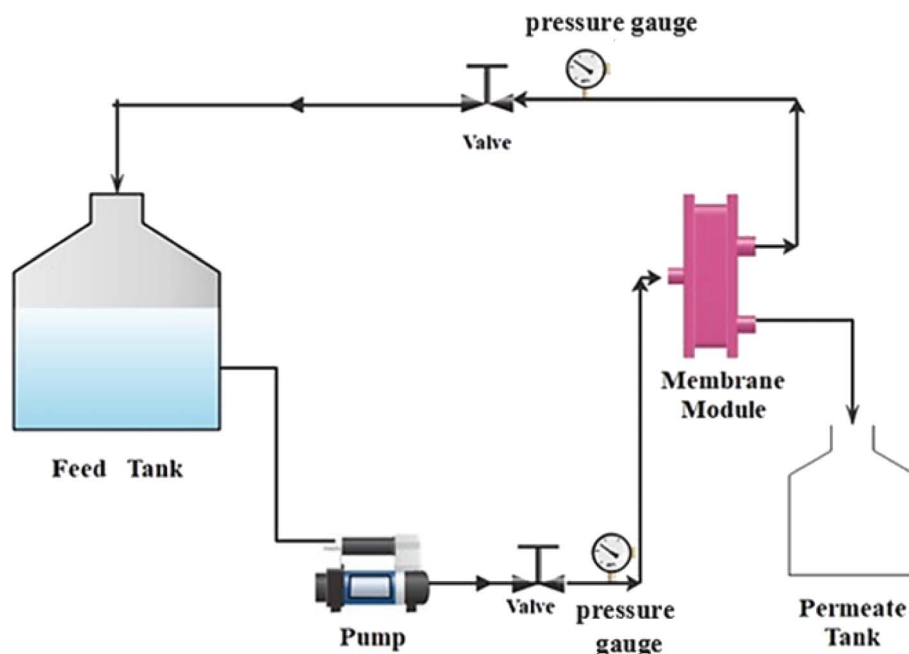 pressure gauge
Valve
Membrane
Module
Feed Tank
Pump
Valve
pressure
gauge
Permeate
Tank